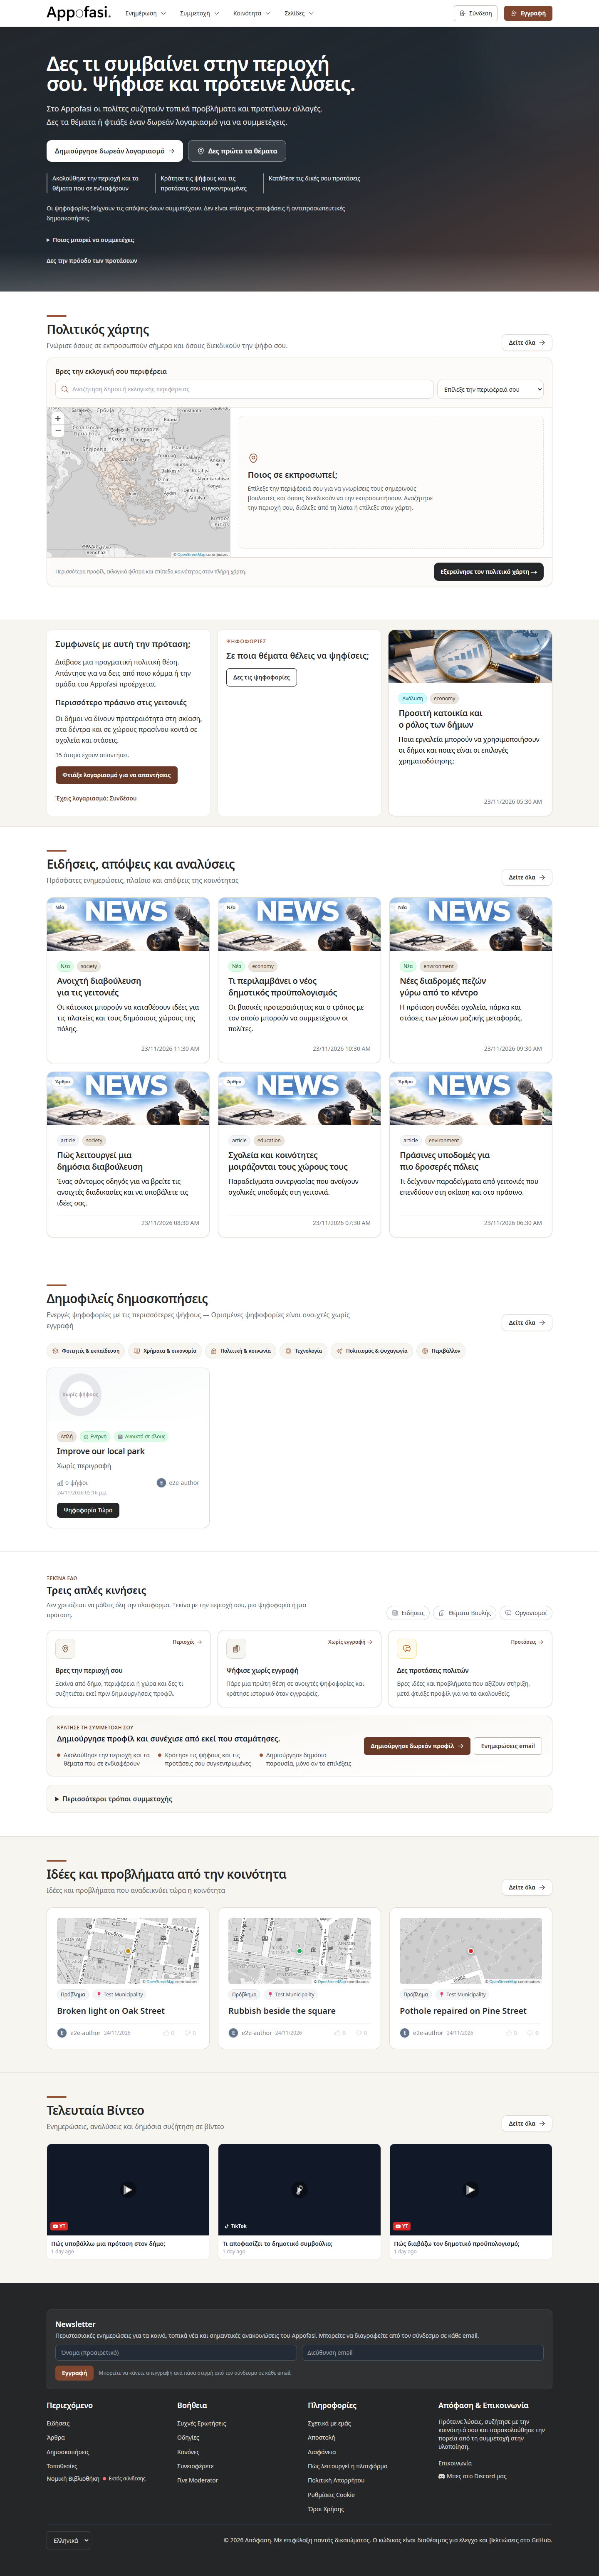 Appofasi.
Ενημέρωση
Συμμετοχή
Κοινότητα
Σελίδες
Σύνδεση
Εγγραφή
Δες τι συμβαίνει στην περιοχή
σου. Ψήφισε και πρότεινε λύσεις.
Στο Appofasi οι πολίτες συζητούν τοπικά προβλήματα και προτείνουν αλλαγές.
Δες τα θέματα ή φτιάξε έναν δωρεάν λογαριασμό για να συμμετέχεις.
Δημιούργησε δωρεάν λογαριασμό →
Δες πρώτα τα θέματα
Ακολούθησε την περιοχή και τα
θέματα που σε ενδιαφέρουν
Κράτησε τις ψήφους και τις
προτάσεις σου συγκεντρωμένες
Κατάθεσε τις δικές σου προτάσεις
Οι ψηφοφορίες δείχνουν τις απόψεις όσων συμμετέχουν. Δεν είναι επίσημες αποφάσεις ή αντιπροσωπευτικές
δημοσκοπήσεις.
Ποιος μπορεί να συμμετέχει;
Δες την πρόοδο των προτάσεων
Πολιτικός χάρτης
Γνώρισε όσους σε εκπροσωπούν σήμερα και όσους διεκδικούν την ψήφο σου.
Δείτε όλα →
Βρες την εκλογική σου περιφέρεια
Αναζήτηση δήμου ή εκλογικής περιφέρειας
Επίλεξε την περιφέρειά σου
© OpenStreetMap contributors
Ποιος σε εκπροσωπεί;
Επίλεξε την περιφέρειά σου για να γνωρίσεις τους σημερινούς
βουλευτές και όσους διεκδικούν να την εκπροσωπήσουν. Αναζήτησε
την περιοχή σου, διάλεξε από τη λίστα ή επίλεξε στον χάρτη.
Περισσότερα προφίλ, εκλογικά φίλτρα και επίπεδα κοινότητας στον πλήρη χάρτη.
Εξερεύνησε τον πολιτικό χάρτη →
Συμφωνείς με αυτή την πρόταση;
Διάβασε μια πραγματική πολιτική θέση.
Απάντησε για να δεις από ποιο κόμμα ή την
ομάδα του Appofasi προέρχεται.
Περισσότερο πράσινο στις γειτονιές
Οι δήμοι να δίνουν προτεραιότητα στη σκίαση,
στα δέντρα και σε χώρους πρασίνου κοντά σε
σχολεία και στάσεις.
35 άτομα έχουν απαντήσει.
Φτιάξε λογαριασμό για να απαντήσεις
Έχεις λογαριασμό; Συνδέσου
ΨΗΦΟΦΟΡΙΕΣ
Σε ποια θέματα θέλεις να ψηφίσεις;
Δες τις ψηφοφορίες
Ανάλυση
economy
Προσιτή κατοικία και
ο ρόλος των δήμων
Ποια εργαλεία μπορούν να χρησιμοποιήσουν
οι δήμοι και ποιες είναι οι επιλογές
χρηματοδότησης;
23/11/2026 05:30 AM
Ειδήσεις, απόψεις και αναλύσεις
Πρόσφατες ενημερώσεις, πλαίσιο και απόψεις της κοινότητας
Δείτε όλα →
Νέα
NEWS
Νέα
society
Ανοιχτή διαβούλευση
για τις γειτονιές
Οι κάτοικοι μπορούν να καταθέσουν ιδέες για
τις πλατείες και τους δημόσιους χώρους της
πόλης.
23/11/2026 11:30 AM
Νέα
NEWS
Νέα
economy
Τι περιλαμβάνει ο νέος
δημοτικός προϋπολογισμός
Οι βασικές προτεραιότητες και ο τρόπος με
τον οποίο μπορούν να συμμετέχουν οι
πολίτες.
23/11/2026 10:30 AM
Νέα
NEWS
Νέα
environment
Νέες διαδρομές πεζών
γύρω από το κέντρο
Η πρόταση συνδέει σχολεία, πάρκα και
στάσεις των μέσων μαζικής μεταφοράς.
23/11/2026 09:30 AM
Άρθρο
NEWS
article
society
Πώς λειτουργεί μια
δημόσια διαβούλευση
Ένας σύντομος οδηγός για να βρείτε τις
ανοιχτές διαδικασίες και να υποβάλετε τις
ιδέες σας.
23/11/2026 08:30 AM
Άρθρο
NEWS
article
education
Σχολεία και κοινότητες
μοιράζονται τους χώρους τους
Παραδείγματα συνεργασίας που ανοίγουν
σχολικές υποδομές στη γειτονιά.
23/11/2026 07:30 AM
Άρθρο
NEWS
article
environment
Πράσινες υποδομές για
πιο δροσερές πόλεις
Τι δείχνουν παραδείγματα από γειτονιές που
επενδύουν στη σκίαση και στο πράσινο.
23/11/2026 06:30 AM
Δημοφιλείς δημοσκοπήσεις
Ενεργές ψηφοφορίες με τις περισσότερες ψήφους — Ορισμένες ψηφοφορίες είναι ανοιχτές χωρίς
εγγραφή
Δείτε όλα →
Φοιτητές & εκπαίδευση
Χρήματα & οικονομία
Πολιτική & κοινωνία
Τεχνολογία
Πολιτισμός & ψυχαγωγία
Περιβάλλον
Χωρίς ψήφους
Απλή
Ενεργή
Ανοικτό σε όλους
Improve our local park
Χωρίς περιγραφή
0 ψήφοι
E e2e-author
24/11/2026 05:16 μ.μ.
Ψηφοφορία Τώρα
ΞΕΚΙΝΑ ΕΔΩ
Τρεις απλές κινήσεις
Δεν χρειάζεται να μάθεις όλη την πλατφόρμα. Ξεκίνα με την περιοχή σου, μια ψηφοφορία ή μια
πρόταση.
Ειδήσεις
Θέματα Βουλής
Οργανισμοί
Περιοχές →
Βρες την περιοχή σου
Ξεκίνα από δήμο, περιφέρεια ή χώρα και δες τι
συζητιέται εκεί πριν δημιουργήσεις προφίλ.
Χωρίς εγγραφή →
Ψήφισε χωρίς εγγραφή
Πάρε μια πρώτη θέση σε ανοιχτές ψηφοφορίες και
κράτησε ιστορικό όταν εγγραφείς.
Προτάσεις →
Δες προτάσεις πολιτών
Βρες ιδέες και προβλήματα που αξίζουν στήριξη,
μετά φτιάξε προφίλ για να τα ακολουθείς.
ΚΡΑΤΗΣΕ ΤΗ ΣΥΜΜΕΤΟΧΗ ΣΟΥ
Δημιούργησε προφίλ και συνέχισε από εκεί που σταμάτησες.
Ακολούθησε την περιοχή και τα
θέματα που σε ενδιαφέρουν
Κράτησε τις ψήφους και τις
προτάσεις σου συγκεντρωμένες
Δημιούργησε δημόσια
παρουσία, μόνο αν το επιλέξεις
Δημιούργησε δωρεάν προφίλ →
Ενημερώσεις email
Περισσότεροι τρόποι συμμετοχής
Ιδέες και προβλήματα από την κοινότητα
Ιδέες και προβλήματα που αναδεικνύει τώρα η κοινότητα
Δείτε όλα →
© OpenStreetMap contributors
Πρόβλημα
Test Municipality
Broken light on Oak Street
E e2e-author 24/11/2026
0
0
© OpenStreetMap contributors
Πρόβλημα
Test Municipality
Rubbish beside the square
E e2e-author 24/11/2026
0
0
© OpenStreetMap contributors
Πρόβλημα
Test Municipality
Pothole repaired on Pine Street
E e2e-author 24/11/2026
0
0
Τελευταία Βίντεο
Ενημερώσεις, αναλύσεις και δημόσια συζήτηση σε βίντεο
Δείτε όλα →
YT
Πώς υποβάλλω μια πρόταση στον δήμο;
1 day ago
TikTok
Τι αποφασίζει το δημοτικό συμβούλιο;
1 day ago
YT
Πώς διαβάζω τον δημοτικό προϋπολογισμό;
1 day ago
Newsletter
Περιστασιακές ενημερώσεις για τα κοινά, τοπικά νέα και σημαντικές ανακοινώσεις του Appofasi. Μπορείτε να διαγραφείτε από τον σύνδεσμο σε κάθε email.
Όνομα (προαιρετικό)
Διεύθυνση email
Εγγραφή
Μπορείτε να κάνετε απεγγραφή ανά πάσα στιγμή από τον σύνδεσμο σε κάθε email.
Περιεχόμενο
Ειδήσεις
Άρθρα
Δημοσκοπήσεις
Τοποθεσίες
Νομική Βιβλιοθήκη
Εκτός σύνδεσης
Βοήθεια
Συχνές Ερωτήσεις
Οδηγίες
Κανόνες
Συνεισφέρετε
Γίνε Moderator
Πληροφορίες
Σχετικά με εμάς
Αποστολή
Διαφάνεια
Πώς λειτουργεί η πλατφόρμα
Πολιτική Απορρήτου
Ρυθμίσεις Cookie
Όροι Χρήσης
Απόφαση & Επικοινωνία
Πρότεινε λύσεις, συζήτησε με την
κοινότητά σου και παρακολούθησε την
πορεία από τη συμμετοχή στην
υλοποίηση.
Επικοινωνία
Μπες στο Discord μας
Ελληνικά
© 2026 Απόφαση. Με επιφύλαξη παντός δικαιώματος. Ο κώδικας είναι διαθέσιμος για έλεγχο και βελτιώσεις στο GitHub.